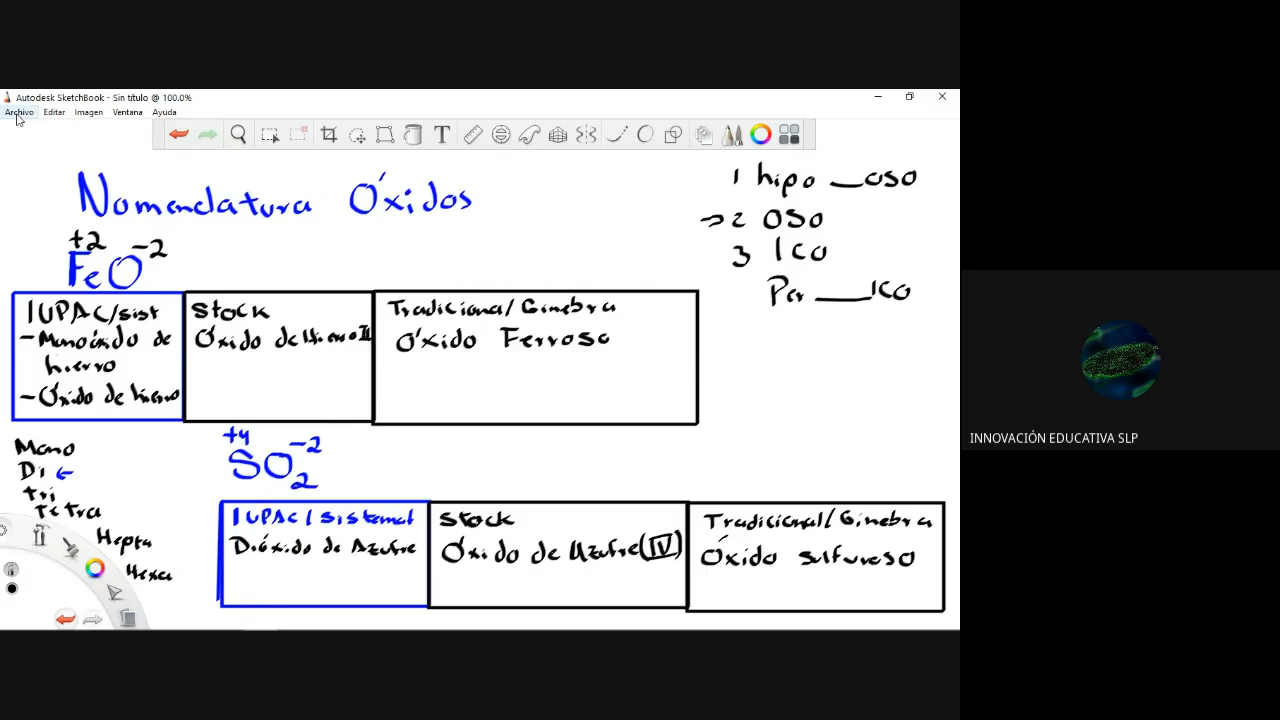 Autodesk SketchBook - Sin título @ 100.0%
Archivo Editar Imagen Ventana Ayuda
Nomenclatura Óxidos
1 hipo __oso
→ 2 OSO
3 ICO
Per ___ICO
+2 -2
FeO
IUPAC/sist
- Monóxido de
hierro
- Óxido de hierro
Stock
Óxido de Hierro II
Tradicional/Ginebra
Óxido Ferroso
Mono
Di ←
tri
Tetra
Hepta
Hexa
+4 -2
SO2
IUPAC/sistemat
Dióxido de Azufre
Stock
Óxido de Azufre(IV)
Tradicional/Ginebra
Óxido sulfuroso
INNOVACIÓN EDUCATIVA SLP